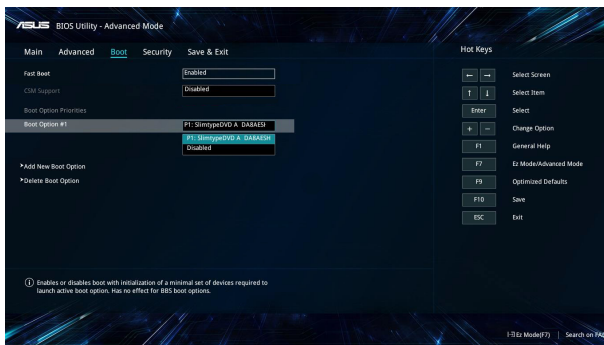 ASUS BIOS Utility - Advanced Mode
Main Advanced Boot Security Save & Exit
Hot Keys
Fast Boot Enabled
CSM Support Disabled
Boot Option Priorities
Boot Option #1 P1: SlimtypeDVD A DA8AESH
P1: SlimtypeDVD A DA8AESH
Disabled
>Add New Boot Option
>Delete Boot Option
← → Select Screen
↑ ↓ Select Item
Enter Select
+ − Change Option
F1 General Help
F7 Ez Mode/Advanced Mode
F9 Optimized Defaults
F10 Save
ESC Exit
Enables or disables boot with initialization of a minimal set of devices required to
launch active boot option. Has no effect for BBS boot options.
Ez Mode(F7) | Search on FAQ